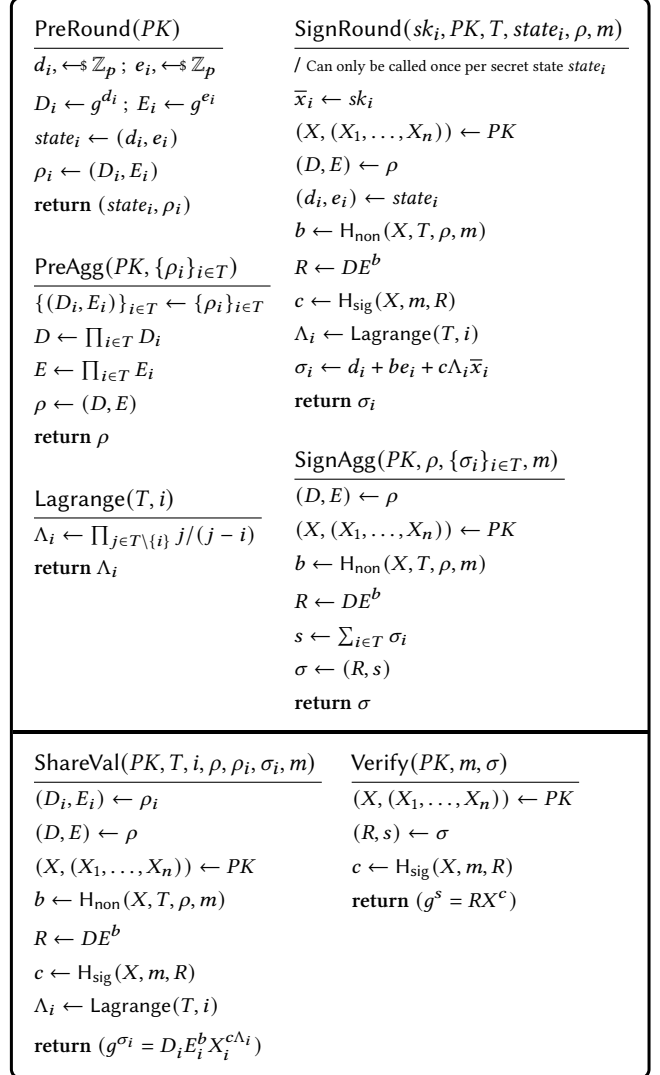 PreRound(PK)
d_i, ←$ ℤ_p ; e_i, ←$ ℤ_p
D_i ← g^{d_i} ; E_i ← g^{e_i}
state_i ← (d_i, e_i)
ρ_i ← (D_i, E_i)
return (state_i, ρ_i)
PreAgg(PK, {ρ_i}_{i∈T})
{(D_i, E_i)}_{i∈T} ← {ρ_i}_{i∈T}
D ← ∏_{i∈T} D_i
E ← ∏_{i∈T} E_i
ρ ← (D, E)
return ρ
Lagrange(T, i)
Λ_i ← ∏_{j∈T\{i}} j/(j − i)
return Λ_i
SignRound(sk_i, PK, T, state_i, ρ, m)
/ Can only be called once per secret state state_i
x̅_i ← sk_i
(X, (X_1, . . . , X_n)) ← PK
(D, E) ← ρ
(d_i, e_i) ← state_i
b ← H_non(X, T, ρ, m)
R ← DE^b
c ← H_sig(X, m, R)
Λ_i ← Lagrange(T, i)
σ_i ← d_i + be_i + cΛ_i x̅_i
return σ_i
SignAgg(PK, ρ, {σ_i}_{i∈T}, m)
(D, E) ← ρ
(X, (X_1, . . . , X_n)) ← PK
b ← H_non(X, T, ρ, m)
R ← DE^b
s ← ∑_{i∈T} σ_i
σ ← (R, s)
return σ
ShareVal(PK, T, i, ρ, ρ_i, σ_i, m)
(D_i, E_i) ← ρ_i
(D, E) ← ρ
(X, (X_1, . . . , X_n)) ← PK
b ← H_non(X, T, ρ, m)
R ← DE^b
c ← H_sig(X, m, R)
Λ_i ← Lagrange(T, i)
return (g^{σ_i} = D_i E_i^b X_i^{cΛ_i})
Verify(PK, m, σ)
(X, (X_1, . . . , X_n)) ← PK
(R, s) ← σ
c ← H_sig(X, m, R)
return (g^s = RX^c)